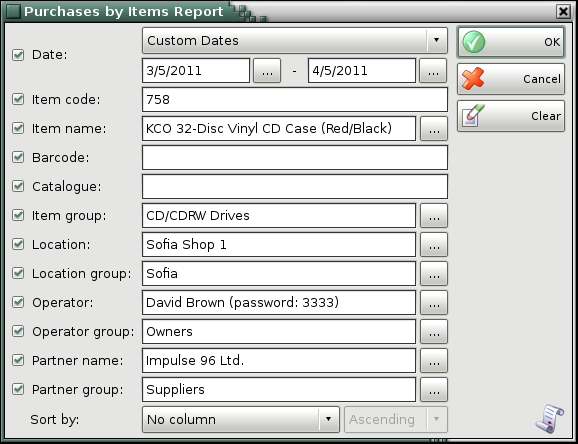 Purchases by Items Report
Date:
Custom Dates
OK
3/5/2011 ... - 4/5/2011 ...
Cancel
Item code: 758
Clear
Item name: KCO 32-Disc Vinyl CD Case (Red/Black) ...
Barcode:
Catalogue:
Item group: CD/CDRW Drives ...
Location: Sofia Shop 1 ...
Location group: Sofia ...
Operator: David Brown (password: 3333) ...
Operator group: Owners ...
Partner name: Impulse 96 Ltd. ...
Partner group: Suppliers ...
Sort by: No column Ascending